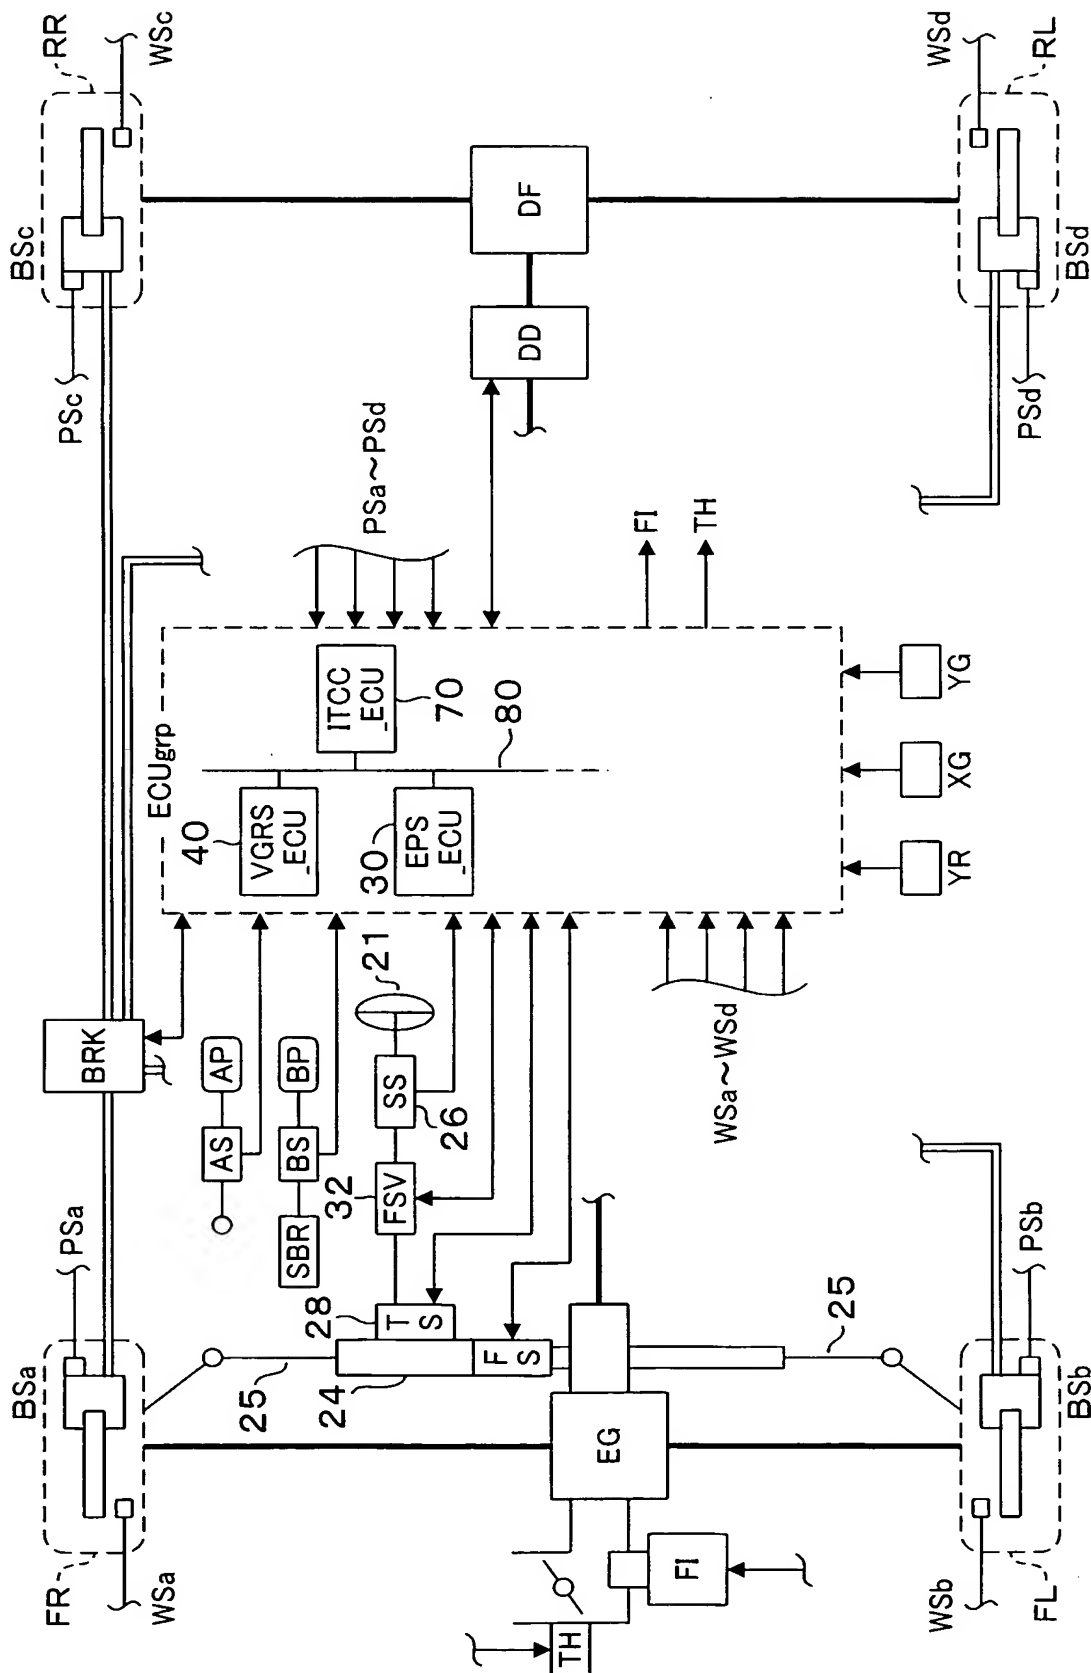 FR
WSa
BSa
PSa
BRK
PSc
BSc
RR
WSc
AS
AP
SBR
BS
BP
ECUgrp
40
VGRS
_ECU
ITCC
_ECU
70
30
EPS
_ECU
80
PSa~PSd
DD
DF
25
24
28
T
S
F
S
32
FSV
SS
26
21
TH
FI
EG
25
WSa~WSd
YR
XG
YG
FI
TH
WSb
FL
BSb
PSb
PSd
BSd
WSd
RL